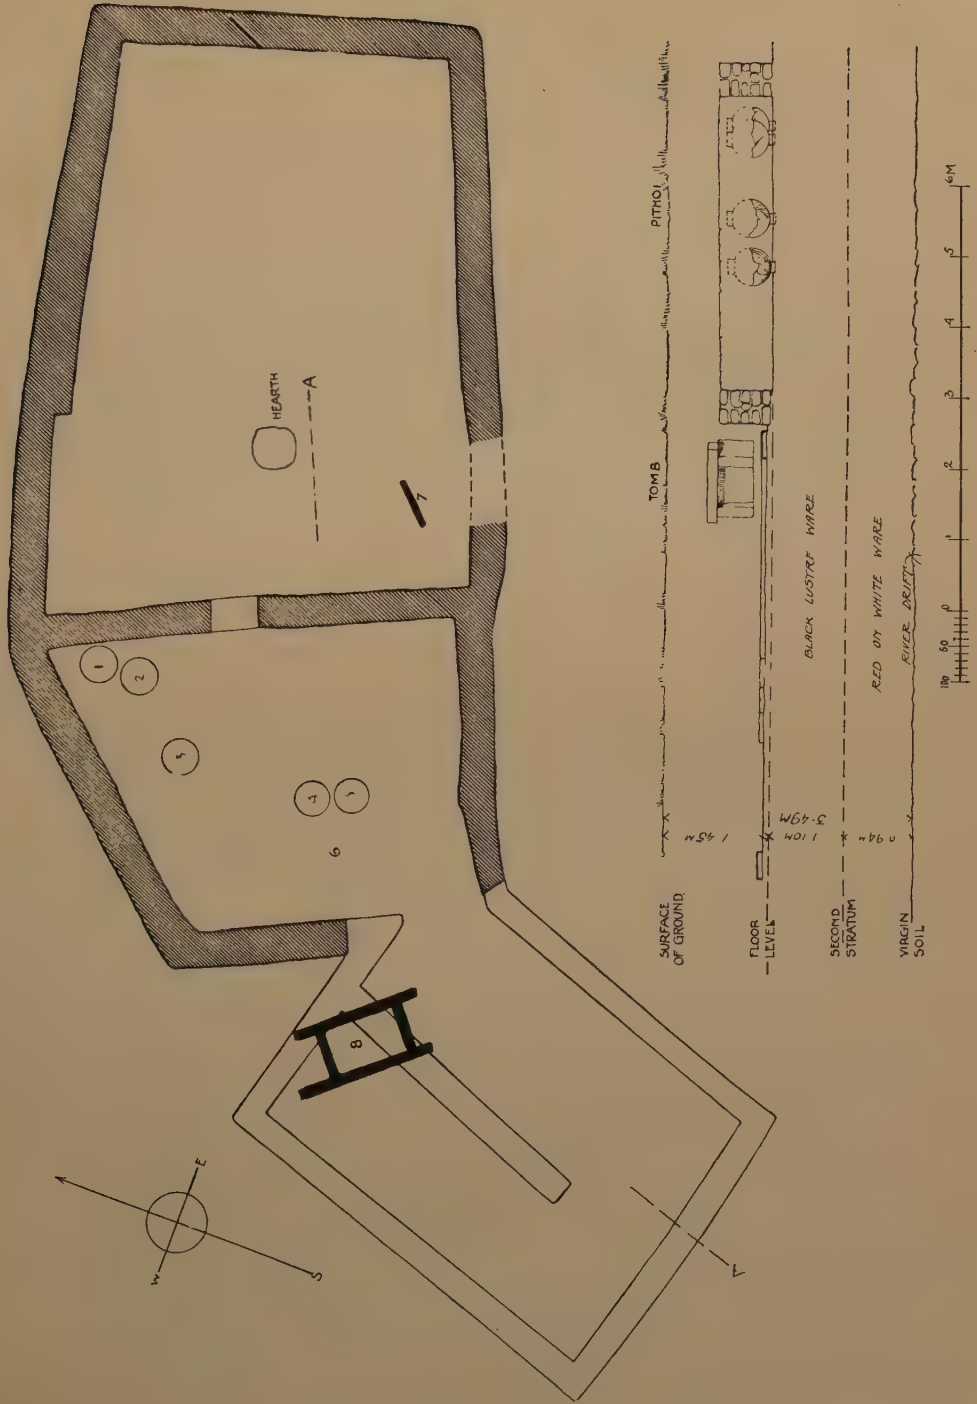 HEARTH
A
1
2
3
4
5
6
7
8
W
E
S
A
TOMB
PITHOI
SURFACE
OF GROUND
1.45M
FLOOR
LEVEL
1.10M
3.49M
BLACK LUSTRE WARE
SECOND
STRATUM
RED ON WHITE WARE
0.94M
RIVER DRIFT
VIRGIN
SOIL
100 50 0 1 2 3 4 5 6M